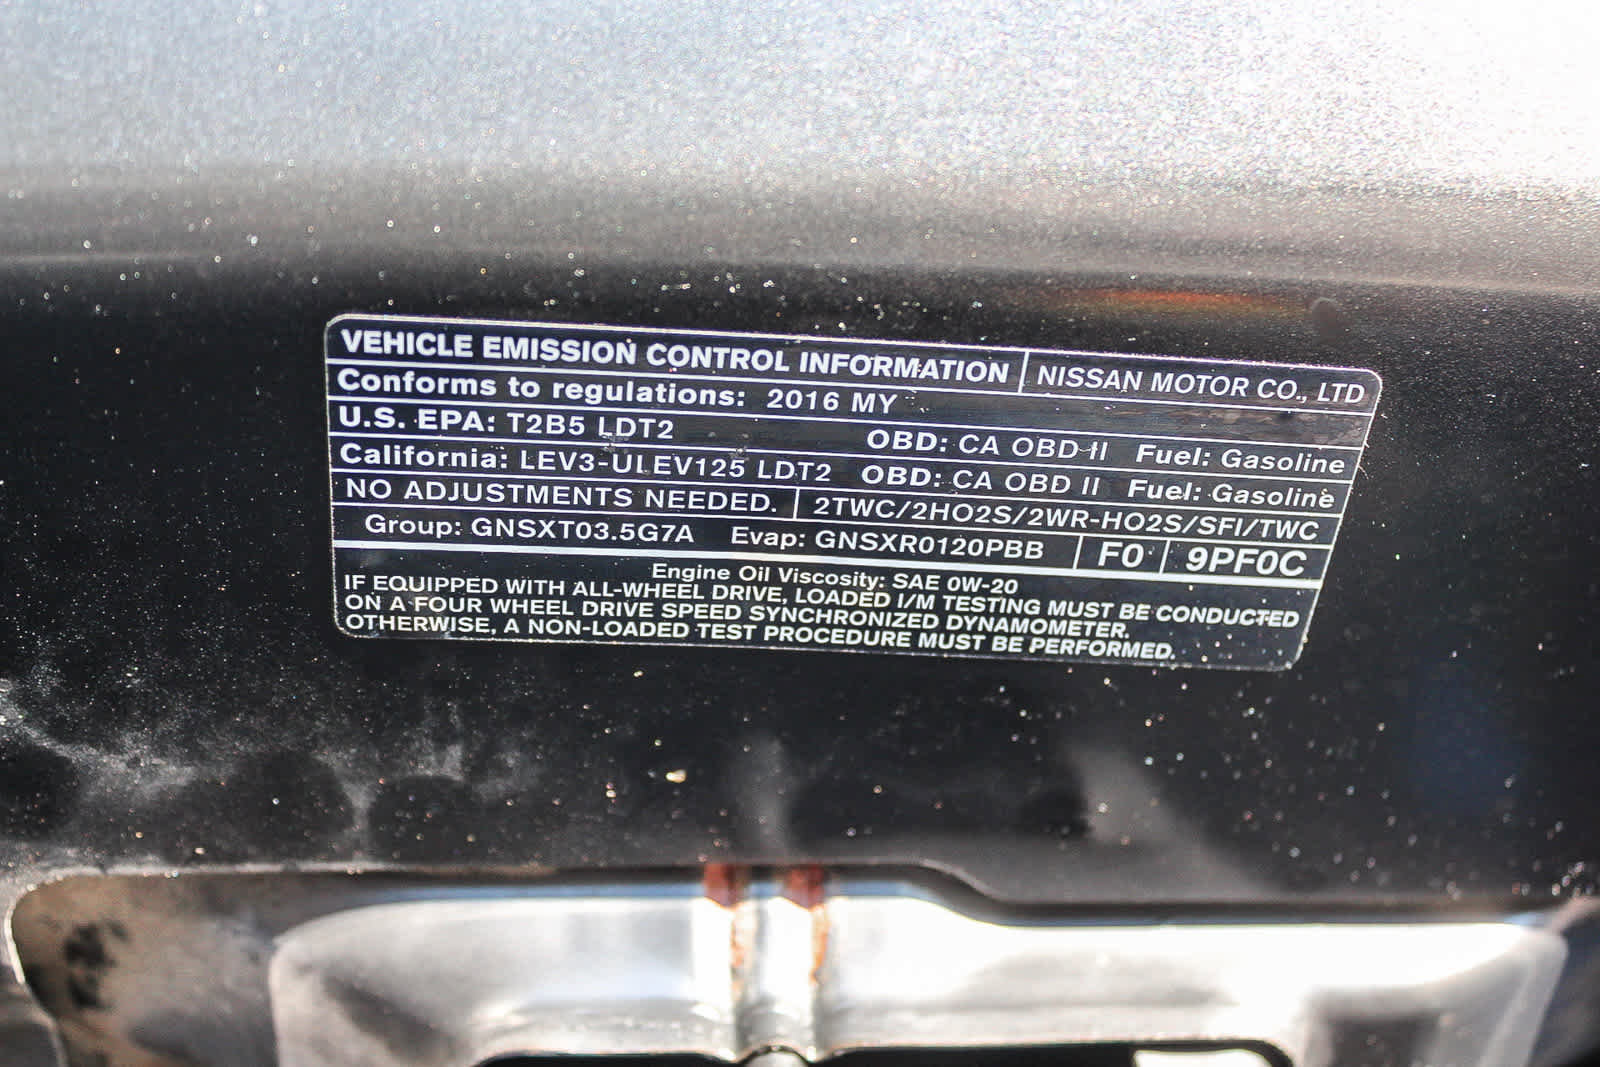 VEHICLE EMISSION CONTROL INFORMATION NISSAN MOTOR CO., LTD
Conforms to regulations: 2016 MY
U.S. EPA: T2B5 LDT2 OBD: CA OBD II Fuel: Gasoline
California: LEV3-ULEV125 LDT2 OBD: CA OBD II Fuel: Gasoline
NO ADJUSTMENTS NEEDED. 2TWC/2HO2S/2WR-HO2S/SFI/TWC
Group: GNSXT03.5G7A Evap: GNSXR0120PBB F0 9PF0C
Engine Oil Viscosity: SAE 0W-20
IF EQUIPPED WITH ALL-WHEEL DRIVE, LOADED I/M TESTING MUST BE CONDUCTED
ON A FOUR WHEEL DRIVE SPEED SYNCHRONIZED DYNAMOMETER.
OTHERWISE, A NON-LOADED TEST PROCEDURE MUST BE PERFORMED.